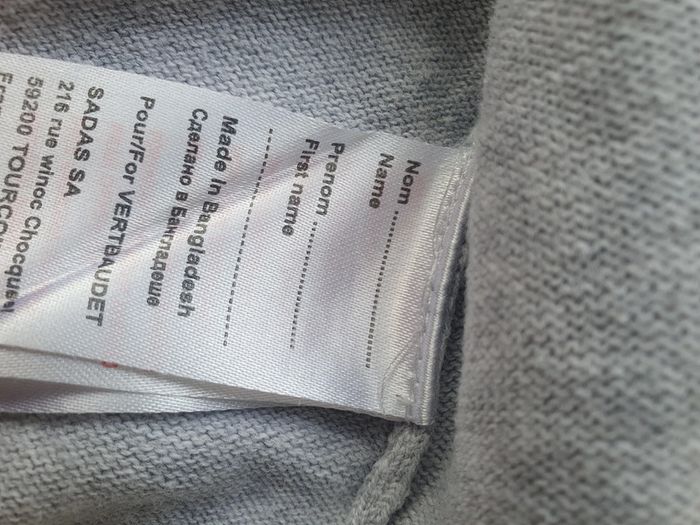 Nom ....................
Name
Prenom ....................
First name
Made In Bangladesh
Сделано в Бангладеше
Pour/For VERTBAUDET
SADAS SA
216 rue winoc Chocqueel
59200 TOURCO